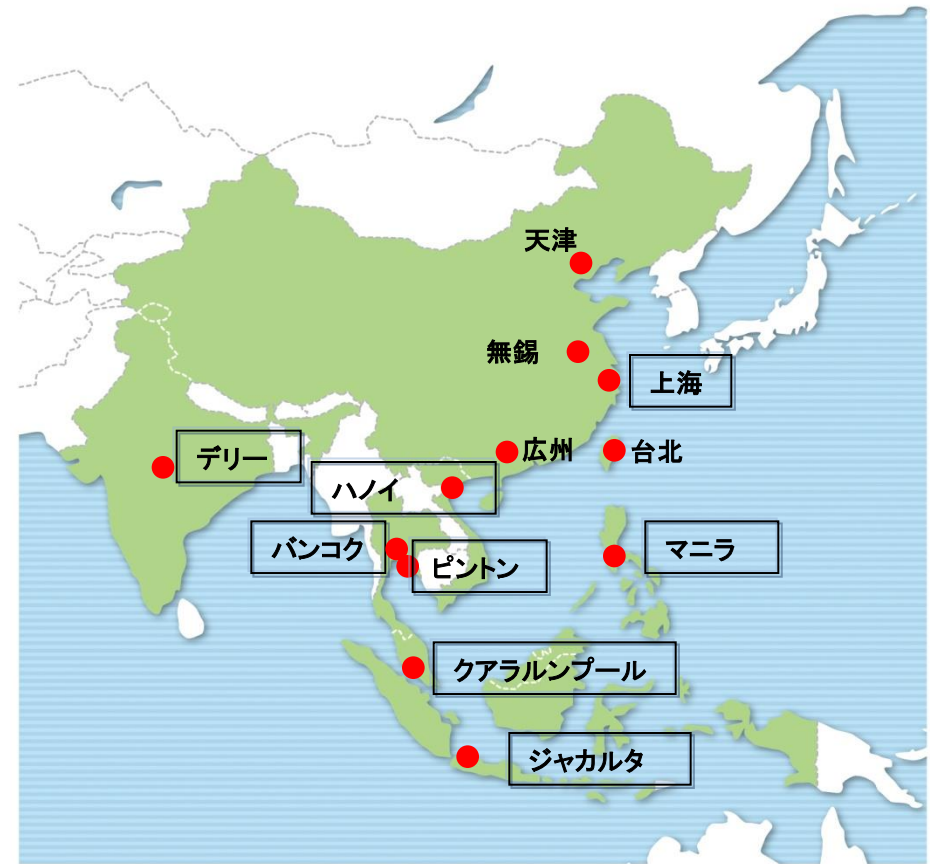 天津
無錫
上海
広州
台北
デリー
ハノイ
バンコク
ピントン
マニラ
クアラルンプール
ジャカルタ